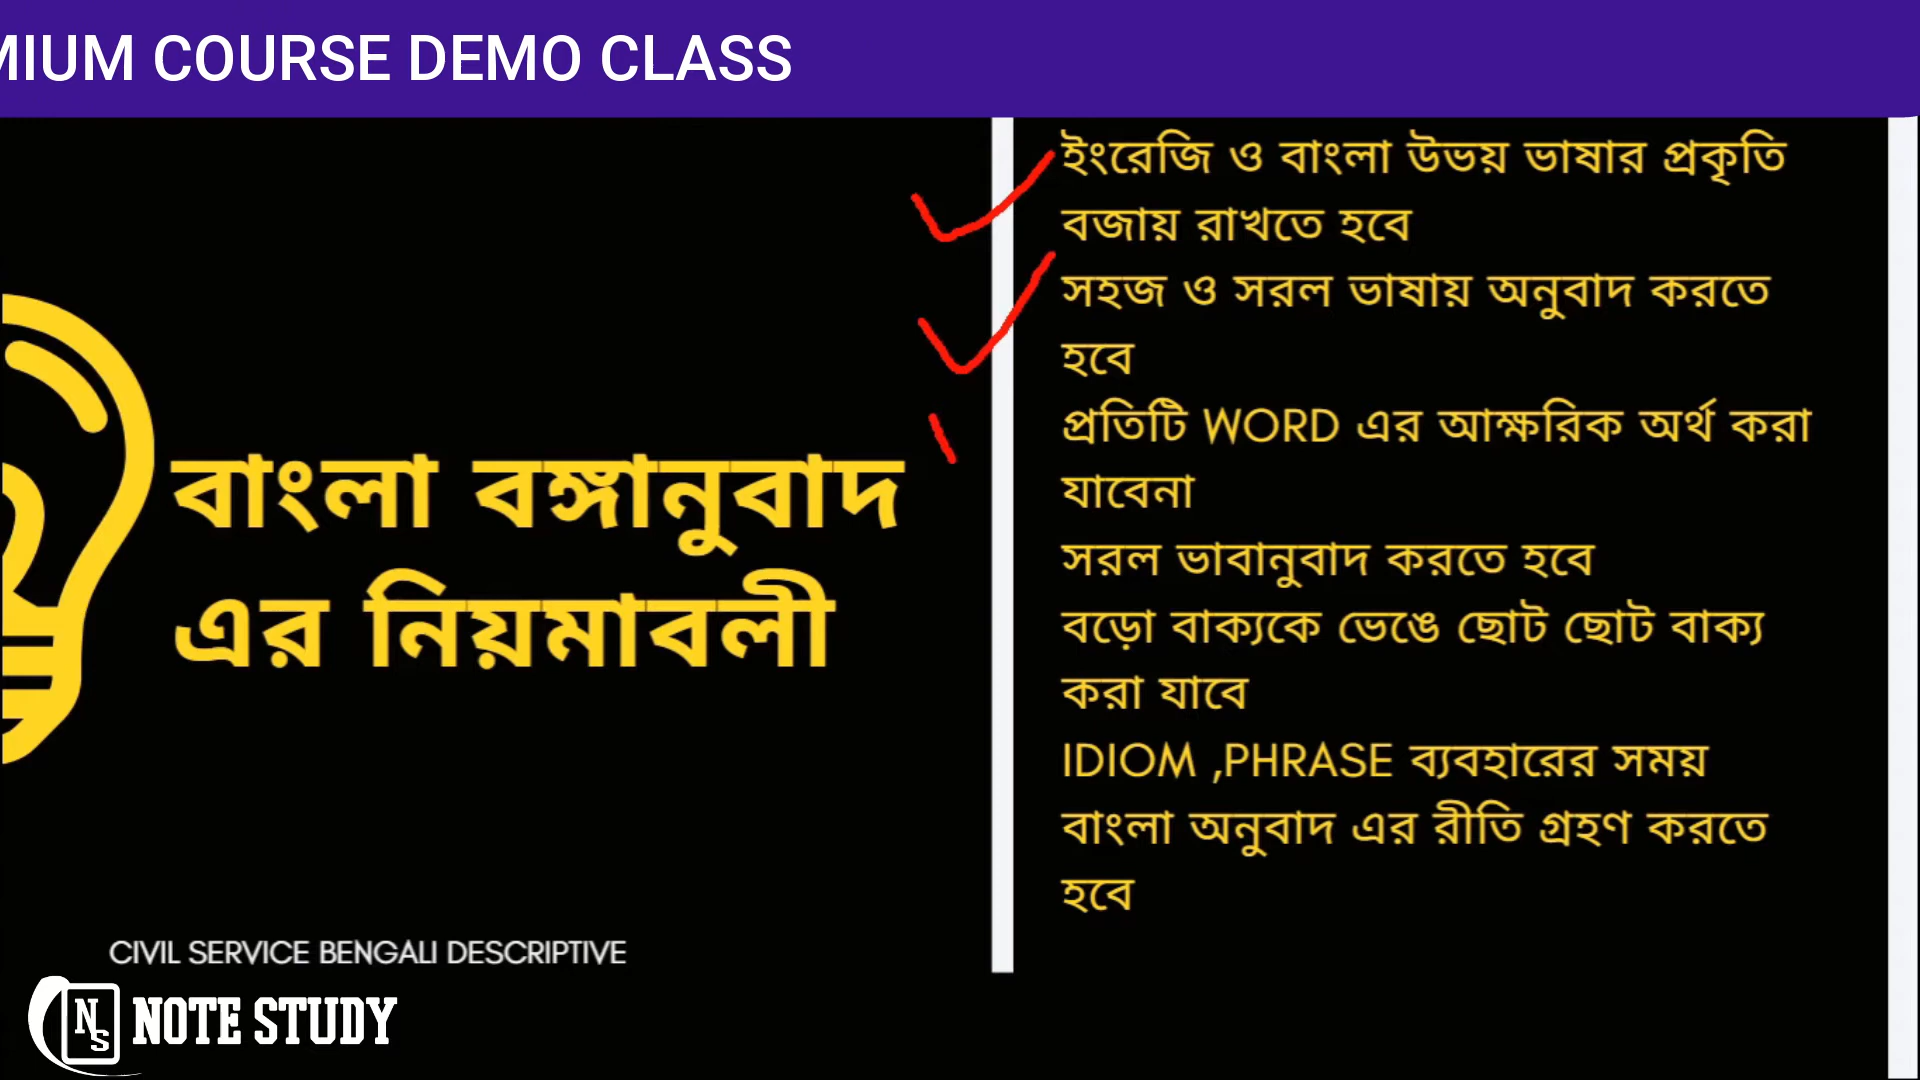 MIUM COURSE DEMO CLASS
বাংলা বঙ্গানুবাদ
এর নিয়মাবলী
CIVIL SERVICE BENGALI DESCRIPTIVE
NS NOTE STUDY
ইংরেজি ও বাংলা উভয় ভাষার প্রকৃতি
বজায় রাখতে হবে
সহজ ও সরল ভাষায় অনুবাদ করতে
হবে
প্রতিটি WORD এর আক্ষরিক অর্থ করা
যাবেনা
সরল ভাবানুবাদ করতে হবে
বড়ো বাক্যকে ভেঙে ছোট ছোট বাক্য
করা যাবে
IDIOM ,PHRASE ব্যবহারের সময়
বাংলা অনুবাদ এর রীতি গ্রহণ করতে
হবে